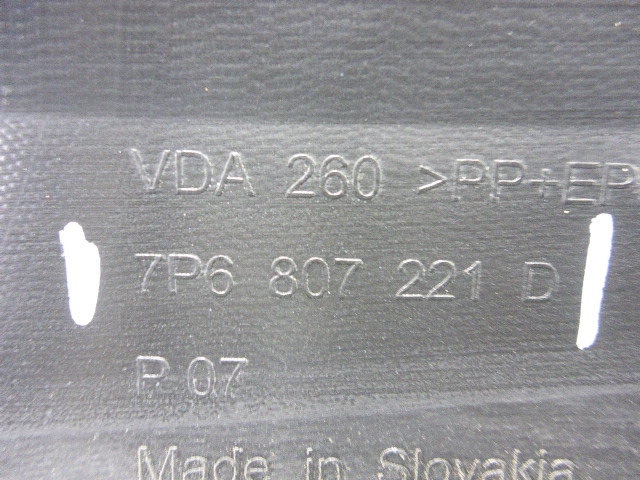 VDA 260 >PP+EP
7P6 807 221 D
P 07
Made in Slovakia